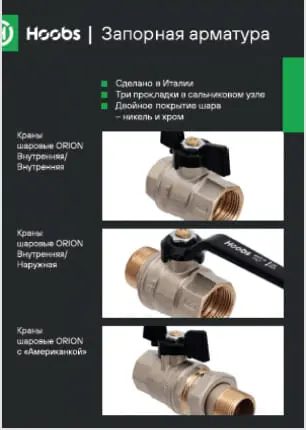 Hoobs | Запорная арматура
Сделано в Италии
Три прокладки в сальниковом узле
Двойное покрытие шара
– никель и хром
Краны
шаровые ORION
Внутренняя/
Внутренняя
Краны
шаровые ORION
Внутренняя/
Наружная
Hoobs
Краны
шаровые ORION
с «Американкой»